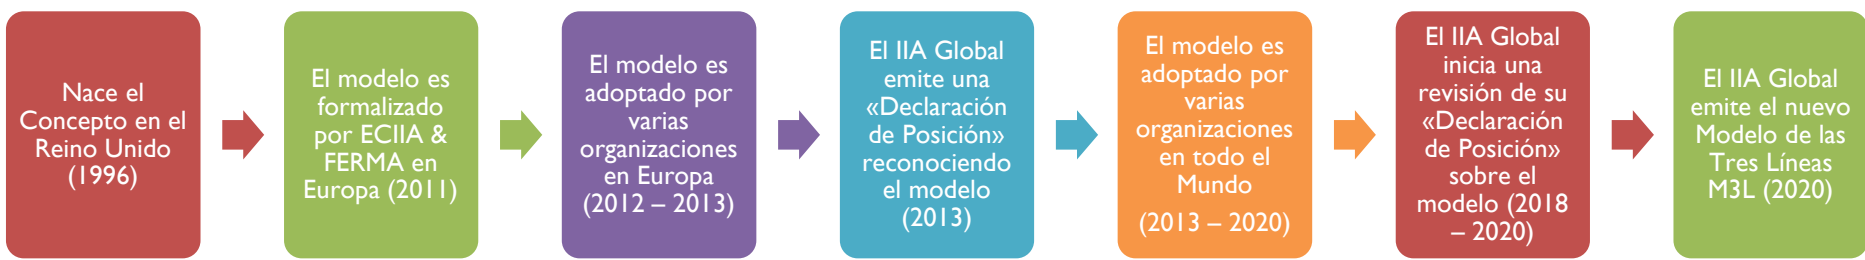 Nace el
Concepto en el
Reino Unido
(1996)
El modelo es
formalizado
por ECIIA &
FERMA en
Europa (2011)
El modelo es
adoptado por
varias
organizaciones
en Europa
(2012 – 2013)
El IIA Global
emite una
«Declaración
de Posición»
reconociendo
el modelo
(2013)
El modelo es
adoptado por
varias
organizaciones
en todo el
Mundo
(2013 – 2020)
El IIA Global
inicia una
revisión de su
«Declaración
de Posición»
sobre el
modelo (2018
– 2020)
El IIA Global
emite el nuevo
Modelo de las
Tres Líneas
M3L (2020)